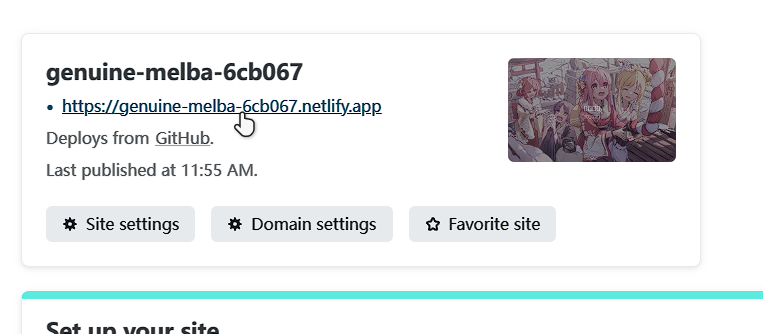 genuine-melba-6cb067
• https://genuine-melba-6cb067.netlify.app
Deploys from GitHub.
Last published at 11:55 AM.
Site settings
Domain settings
Favorite site
Set up your site